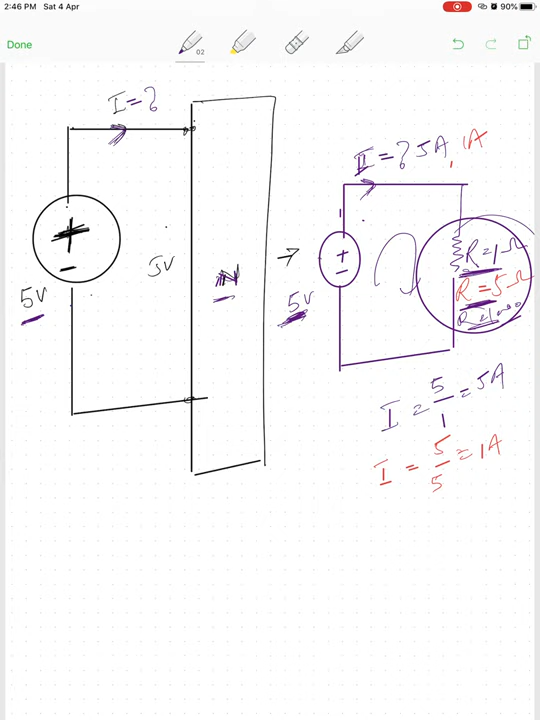 2:46 PM Sat 4 Apr
90%
Done
02
I = ?
+
-
5V
5V
N
I = ? 5A, 1A
+
-
5V
R=1Ω
R=5Ω
I = 5/1 = 5A
I = 5/5 = 1A